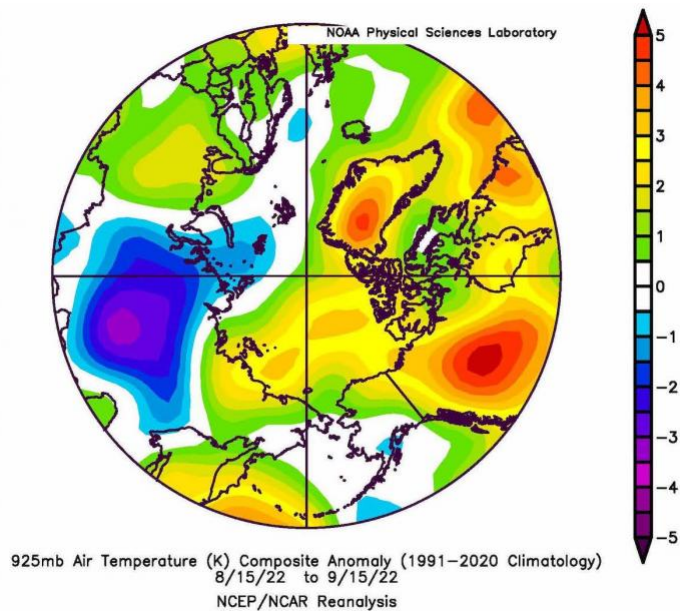 NOAA Physical Sciences Laboratory
5
4
3
2
1
0
-1
-2
-3
-4
-5
925mb Air Temperature (K) Composite Anomaly (1991-2020 Climatology)
8/15/22 to 9/15/22
NCEP/NCAR Reanalysis